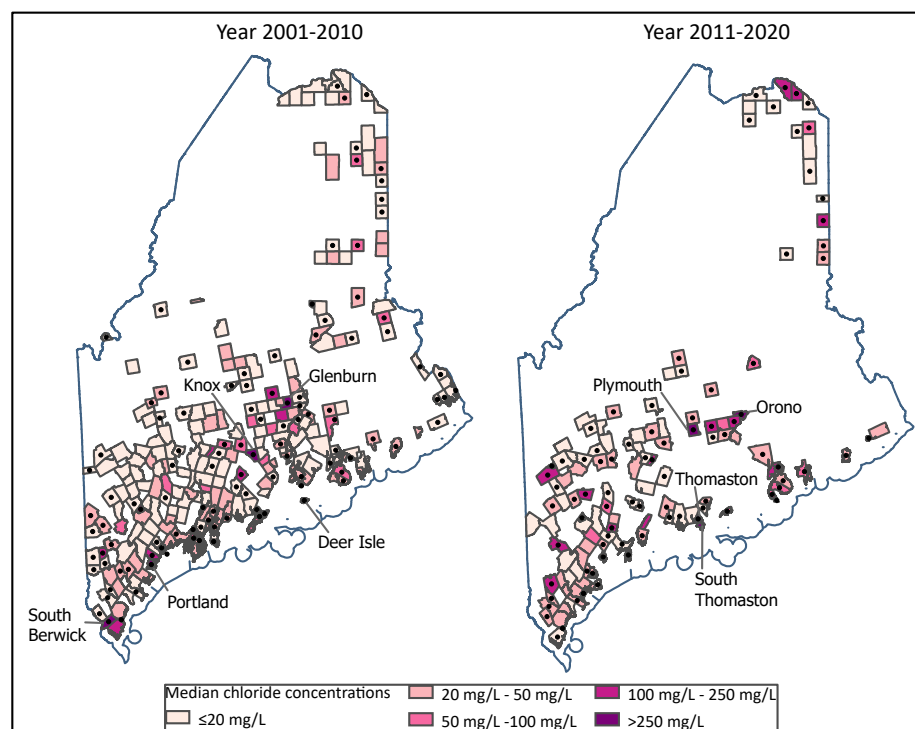 Year 2001-2010
Year 2011-2020
Knox
Glenburn
Plymouth
Orono
Thomaston
Deer Isle
South
Thomaston
Portland
South
Berwick
Median chloride concentrations
≤20 mg/L
20 mg/L - 50 mg/L
50 mg/L -100 mg/L
100 mg/L - 250 mg/L
>250 mg/L